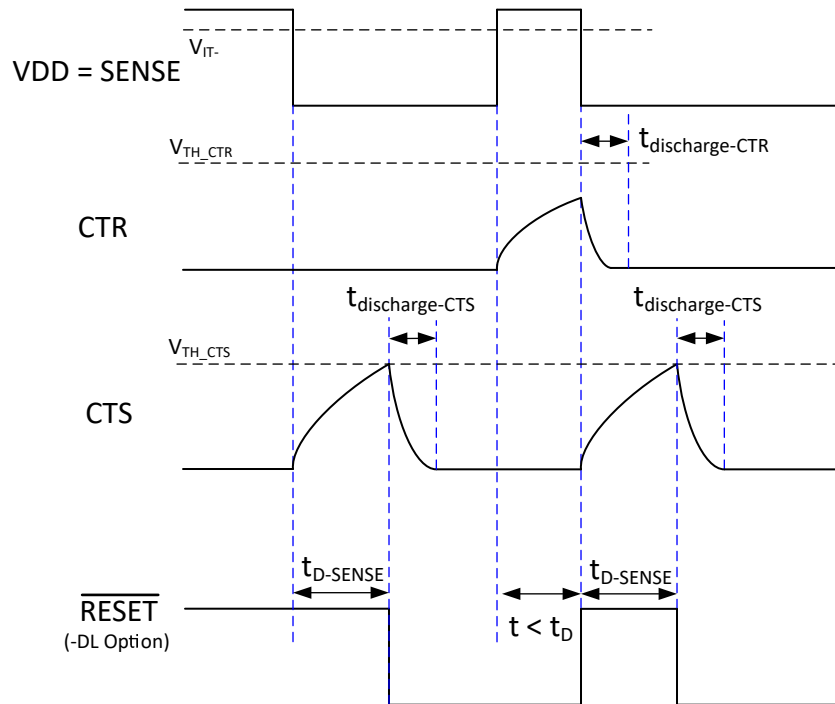 V_IT-
VDD = SENSE
V_TH_CTR
t_discharge-CTR
CTR
t_discharge-CTS
t_discharge-CTS
V_TH_CTS
CTS
t_D-SENSE
t_D-SENSE
RESET
(-DL Option)
t < t_D